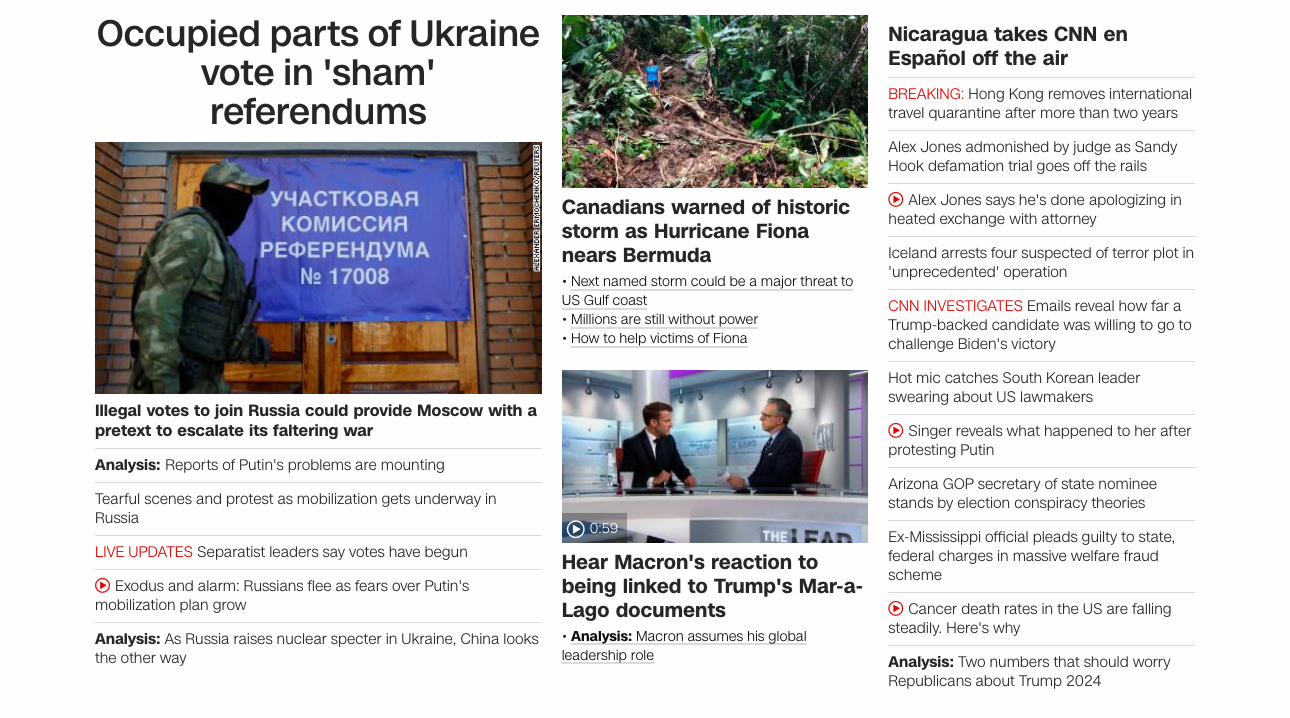 Occupied parts of Ukraine
vote in 'sham'
referendums
ALEXANDER ERMOCHENKO/REUTERS
УЧАСТКОВАЯ
КОМИССИЯ
РЕФЕРЕНДУМА
№ 17008
Illegal votes to join Russia could provide Moscow with a
pretext to escalate its faltering war
Analysis: Reports of Putin's problems are mounting
Tearful scenes and protest as mobilization gets underway in
Russia
LIVE UPDATES Separatist leaders say votes have begun
Exodus and alarm: Russians flee as fears over Putin's
mobilization plan grow
Analysis: As Russia raises nuclear specter in Ukraine, China looks
the other way
Canadians warned of historic
storm as Hurricane Fiona
nears Bermuda
• Next named storm could be a major threat to
US Gulf coast
• Millions are still without power
• How to help victims of Fiona
0:59
THE LEAD
Hear Macron's reaction to
being linked to Trump's Mar-a-
Lago documents
• Analysis: Macron assumes his global
leadership role
Nicaragua takes CNN en
Español off the air
BREAKING: Hong Kong removes international
travel quarantine after more than two years
Alex Jones admonished by judge as Sandy
Hook defamation trial goes off the rails
Alex Jones says he's done apologizing in
heated exchange with attorney
Iceland arrests four suspected of terror plot in
'unprecedented' operation
CNN INVESTIGATES Emails reveal how far a
Trump-backed candidate was willing to go to
challenge Biden's victory
Hot mic catches South Korean leader
swearing about US lawmakers
Singer reveals what happened to her after
protesting Putin
Arizona GOP secretary of state nominee
stands by election conspiracy theories
Ex-Mississippi official pleads guilty to state,
federal charges in massive welfare fraud
scheme
Cancer death rates in the US are falling
steadily. Here's why
Analysis: Two numbers that should worry
Republicans about Trump 2024